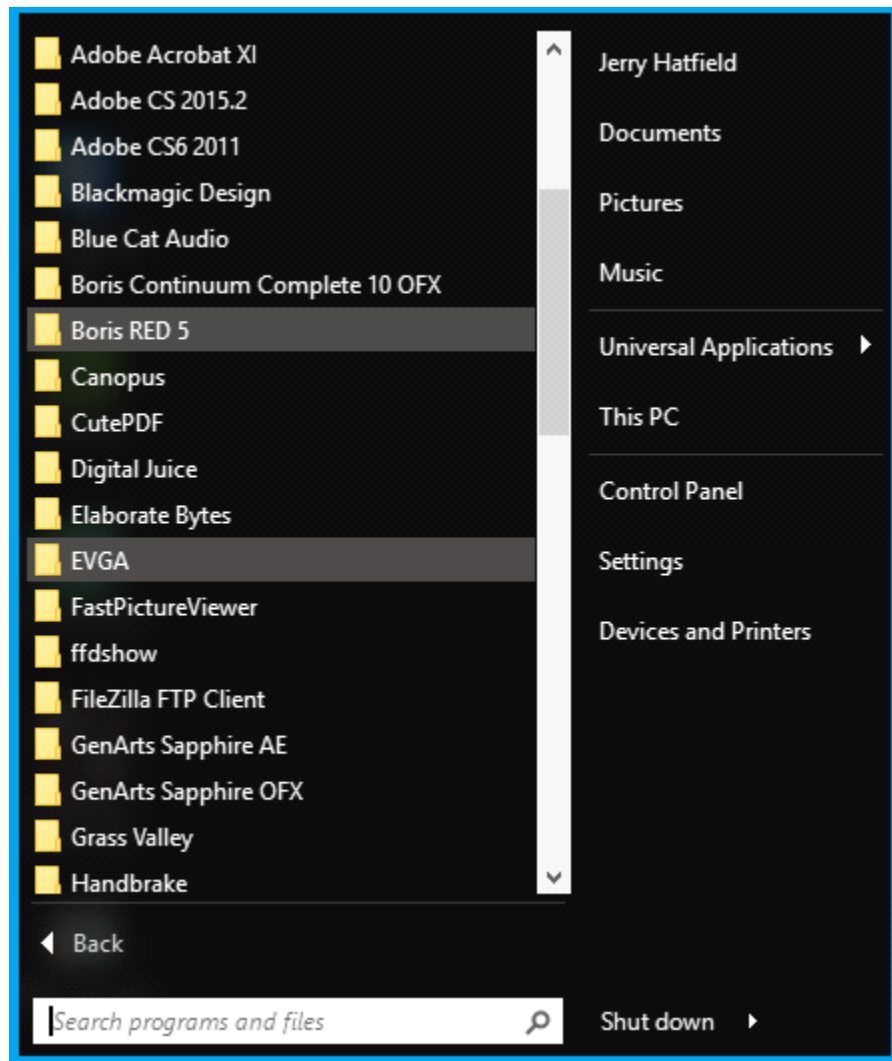 Adobe Acrobat XI
Adobe CS 2015.2
Adobe CS6 2011
Blackmagic Design
Blue Cat Audio
Boris Continuum Complete 10 OFX
Boris RED 5
Canopus
CutePDF
Digital Juice
Elaborate Bytes
EVGA
FastPictureViewer
ffdshow
FileZilla FTP Client
GenArts Sapphire AE
GenArts Sapphire OFX
Grass Valley
Handbrake
Back
Search programs and files
Jerry Hatfield
Documents
Pictures
Music
Universal Applications
This PC
Control Panel
Settings
Devices and Printers
Shut down